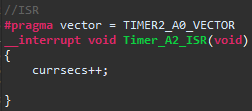 //ISR
#pragma vector = TIMER2_A0_VECTOR
__interrupt void Timer_A2_ISR(void)
{
currsecs++;
}